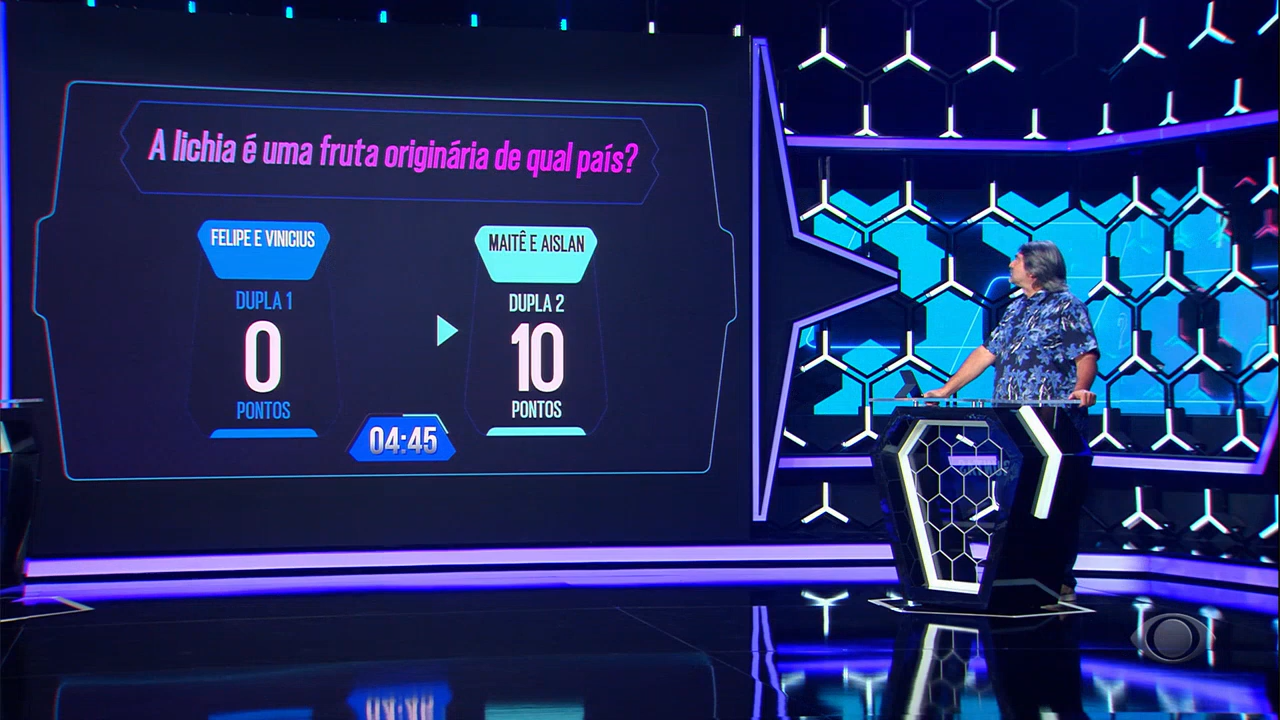 A lichia é uma fruta originária de qual país?
FELIPE E VINICIUS
DUPLA 1
0
PONTOS
MAITÊ E AISLAN
DUPLA 2
10
PONTOS
04:45